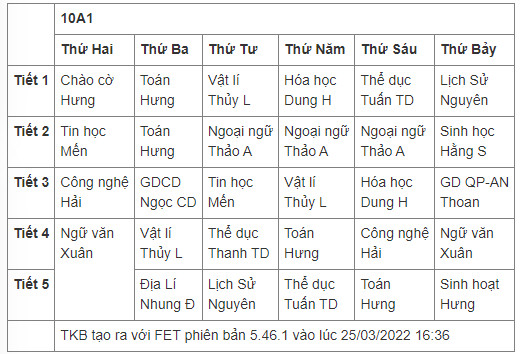 10A1
Thứ Hai Thứ Ba Thứ Tư Thứ Năm Thứ Sáu Thứ Bảy
Tiết 1 Chào cờ Toán Vật lí Hóa học Thể dục Lịch Sử
Hưng Hưng Thủy L Dung H Tuấn TD Nguyên
Tiết 2 Tin học Toán Ngoại ngữ Ngoại ngữ Ngoại ngữ Sinh học
Mến Hưng Thảo A Thảo A Thảo A Hằng S
Tiết 3 Công nghệ GDCD Tin học Vật lí Hóa học GD QP-AN
Hải Ngọc CD Mến Thủy L Dung H Thoan
Tiết 4 Ngữ văn Vật lí Thể dục Toán Công nghệ Ngữ văn
Xuân Thủy L Thanh TD Hưng Hải Xuân
Tiết 5 Địa Lí Lịch Sử Thể dục Toán Sinh hoạt
Nhung Đ Nguyên Tuấn TD Hưng Hưng
TKB tạo ra với FET phiên bản 5.46.1 vào lúc 25/03/2022 16:36